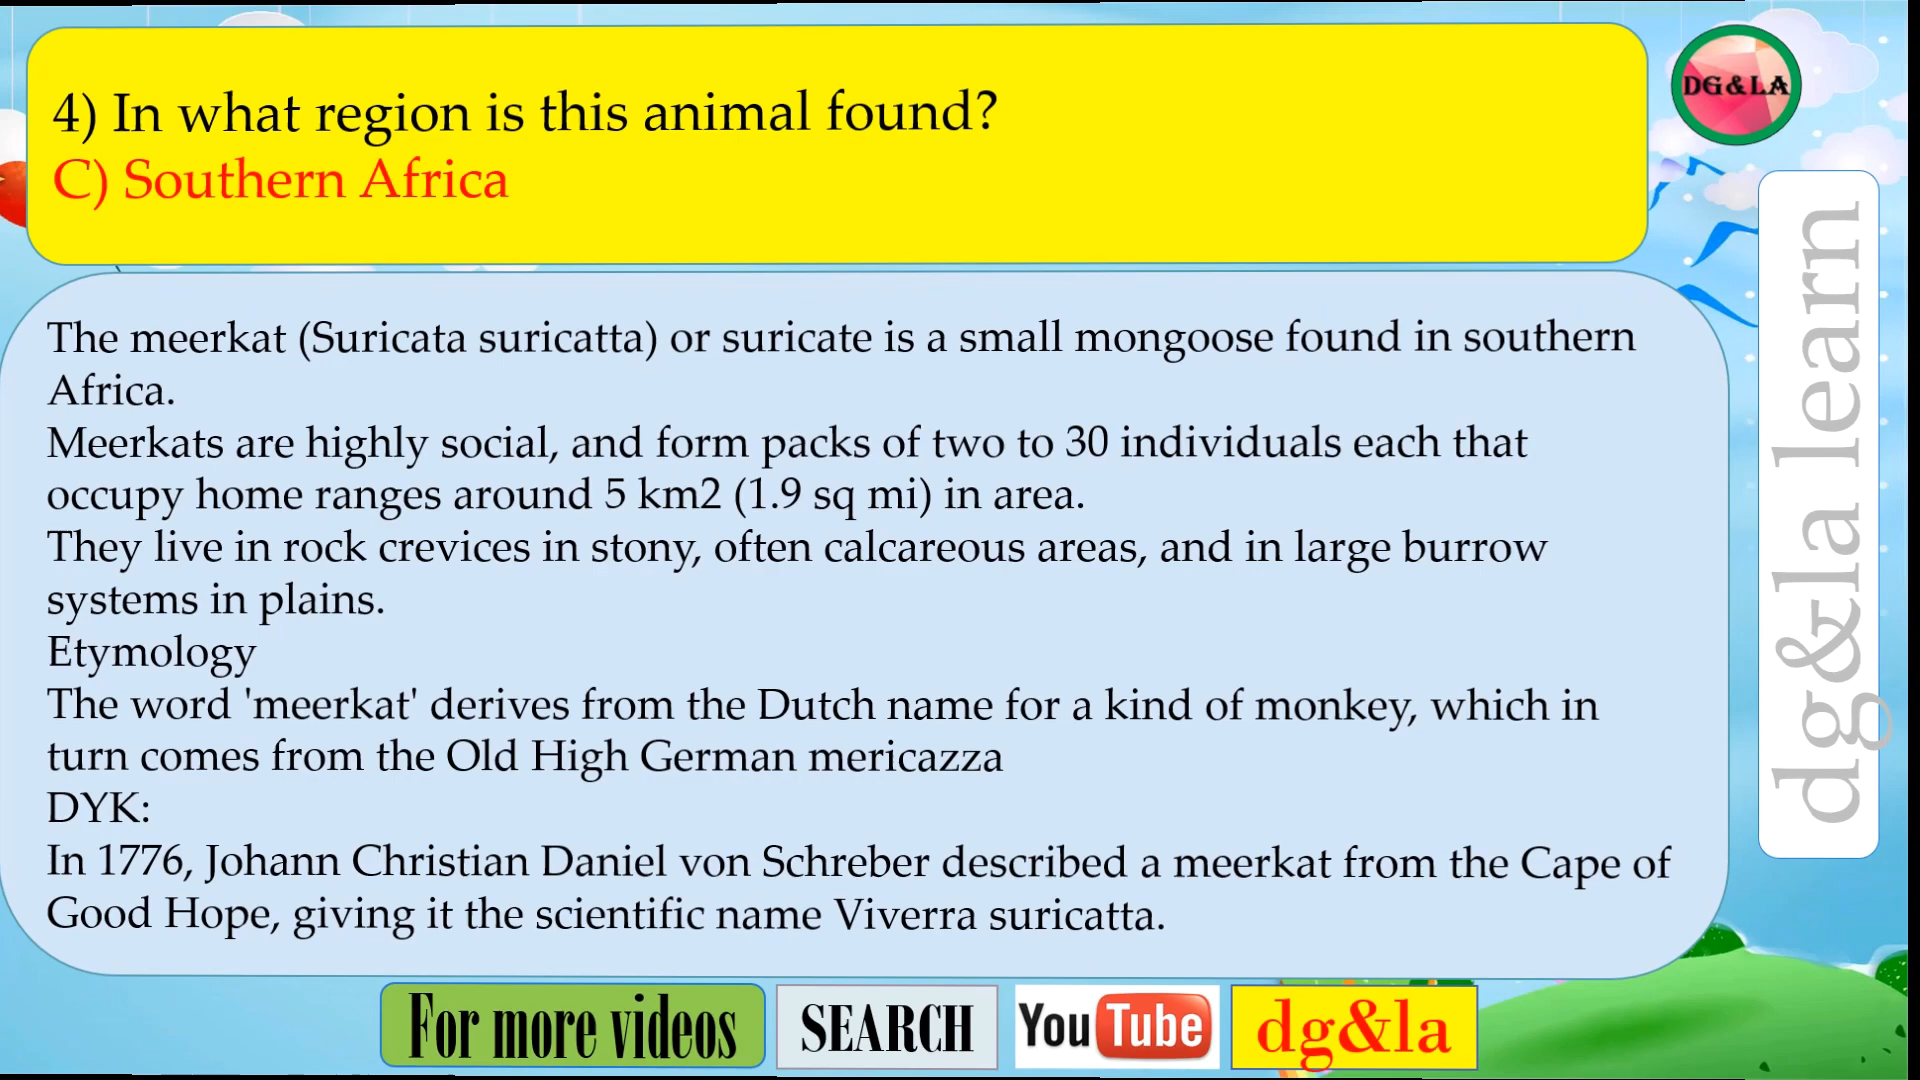 4) In what region is this animal found?
C) Southern Africa
DG&LA
The meerkat (Suricata suricatta) or suricate is a small mongoose found in southern
Africa.
Meerkats are highly social, and form packs of two to 30 individuals each that
occupy home ranges around 5 km2 (1.9 sq mi) in area.
They live in rock crevices in stony, often calcareous areas, and in large burrow
systems in plains.
Etymology
The word 'meerkat' derives from the Dutch name for a kind of monkey, which in
turn comes from the Old High German mericazza
DYK:
In 1776, Johann Christian Daniel von Schreber described a meerkat from the Cape of
Good Hope, giving it the scientific name Viverra suricatta.
dg&la learn
For more videos SEARCH YouTube dg&la